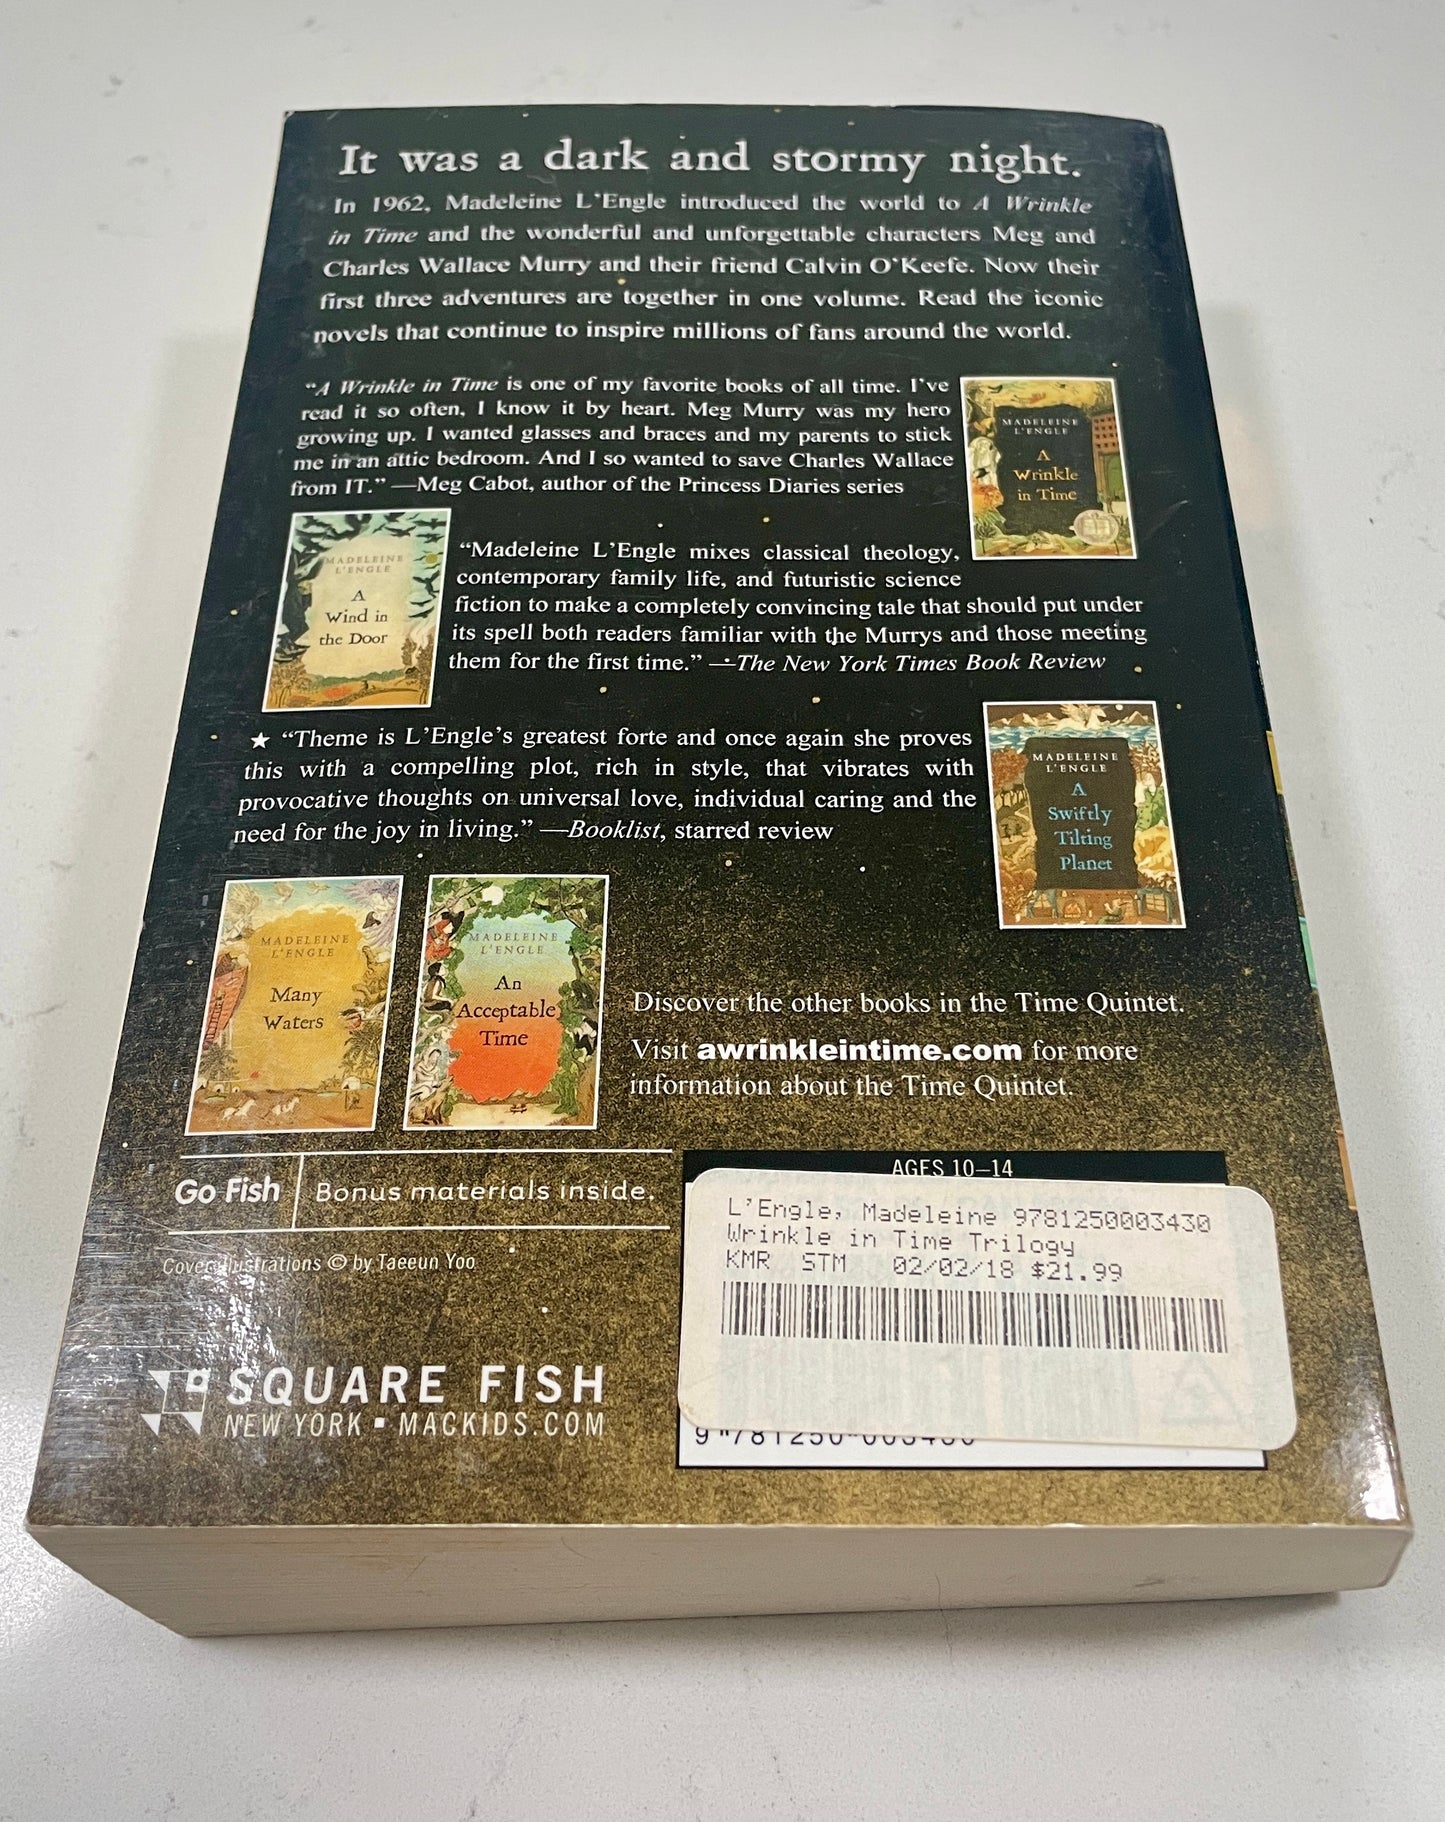 It was a dark and stormy night.
In 1962, Madeleine L'Engle introduced the world to A Wrinkle
in Time and the wonderful and unforgettable characters Meg and
Charles Wallace Murry and their friend Calvin O'Keefe. Now their
first three adventures are together in one volume. Read the iconic
novels that continue to inspire millions of fans around the world.
“A Wrinkle in Time is one of my favorite books of all time. I've
read it so often, I know it by heart. Meg Murry was my hero
growing up. I wanted glasses and braces and my parents to stick
me in an attic bedroom. And I so wanted to save Charles Wallace
from IT.” —Meg Cabot, author of the Princess Diaries series
MADELEINE
L'ENGLE
A
Wrinkle
in Time
MADELEINE
L'ENGLE
A
Wind in
the Door
“Madeleine L'Engle mixes classical theology,
contemporary family life, and futuristic science
fiction to make a completely convincing tale that should put under
its spell both readers familiar with the Murrys and those meeting
them for the first time.” —The New York Times Book Review
★ “Theme is L'Engle's greatest forte and once again she proves
this with a compelling plot, rich in style, that vibrates with
provocative thoughts on universal love, individual caring and the
need for the joy in living.” —Booklist, starred review
MADELEINE
L'ENGLE
A
Swiftly
Tilting
Planet
MADELEINE
L'ENGLE
Many
Waters
MADELEINE
L'ENGLE
An
Acceptable
Time
Discover the other books in the Time Quintet.
Visit awrinkleintime.com for more
information about the Time Quintet.
Go Fish | Bonus materials inside.
Cover illustrations © by Taeeun Yoo
SQUARE FISH
NEW YORK ▪ MACKIDS.COM
AGES 10–14
L'Engle, Madeleine 9781250003430
Wrinkle in Time Trilogy
KMR STM 02/02/18 $21.99
9 781250 003430